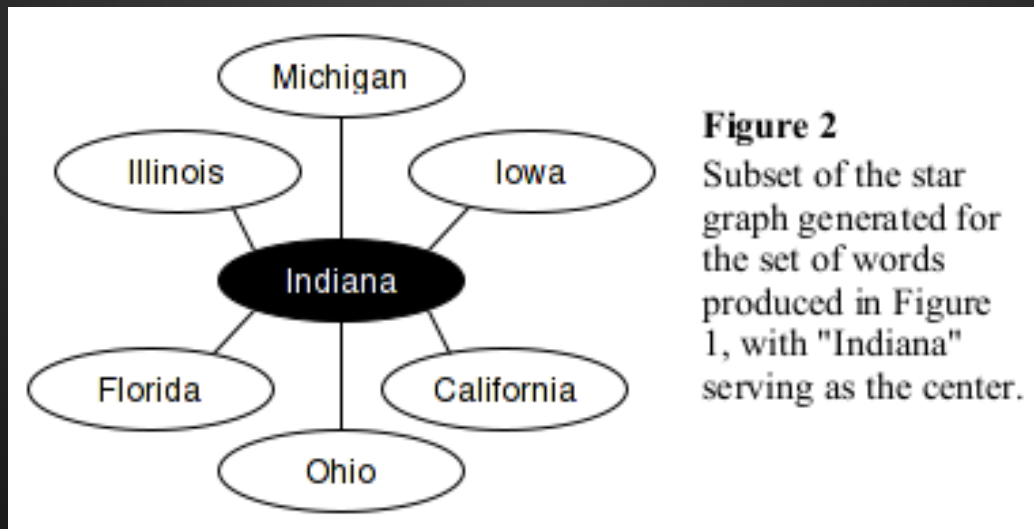 Michigan
Illinois
Iowa
Indiana
Florida
California
Ohio
Figure 2
Subset of the star
graph generated for
the set of words
produced in Figure
1, with "Indiana"
serving as the center.